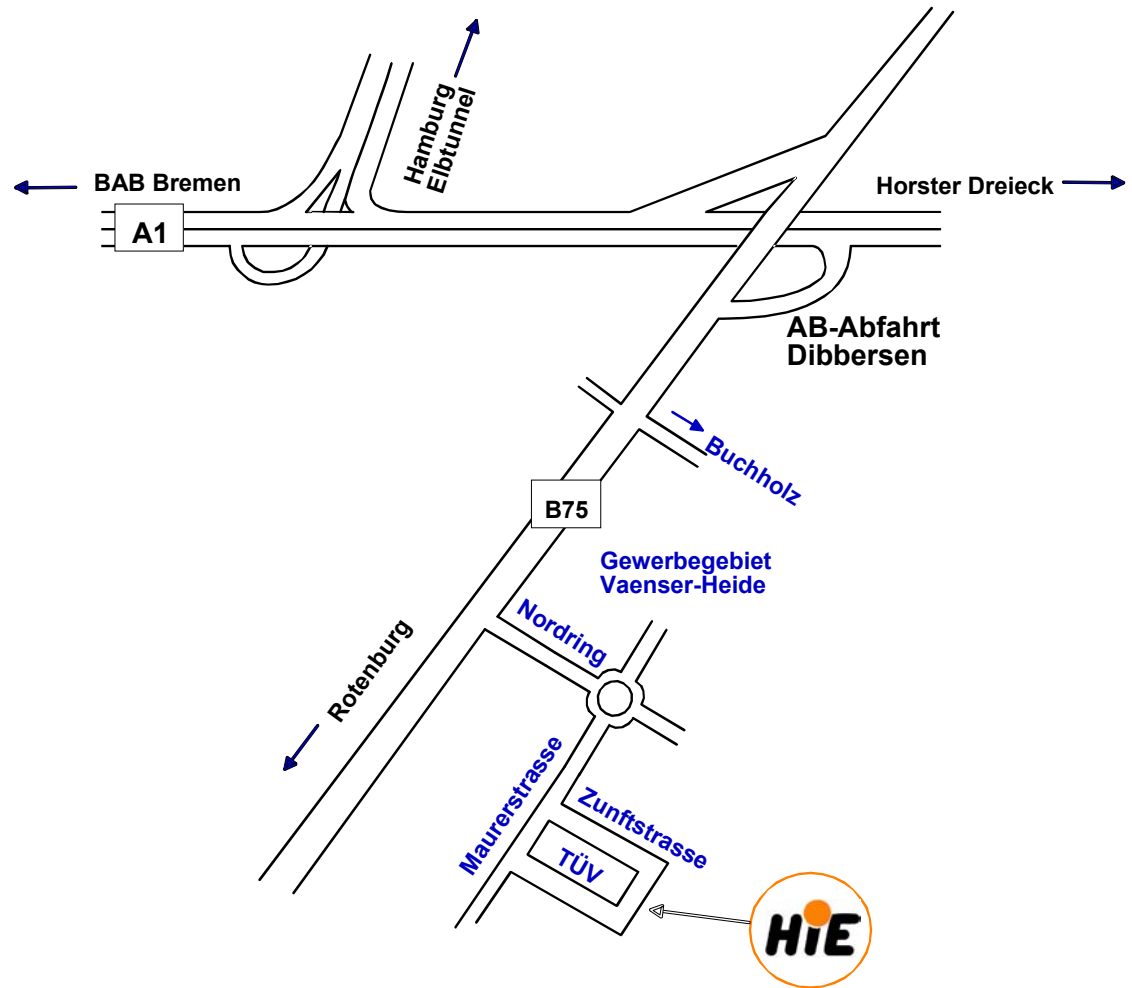 Hamburg
Elbtunnel
BAB Bremen
Horster Dreieck
A1
AB-Abfahrt
Dibbersen
Buchholz
B75
Gewerbegebiet
Vaenser-Heide
Nordring
Rotenburg
Maurerstrasse
Zunftstrasse
TÜV
HiE